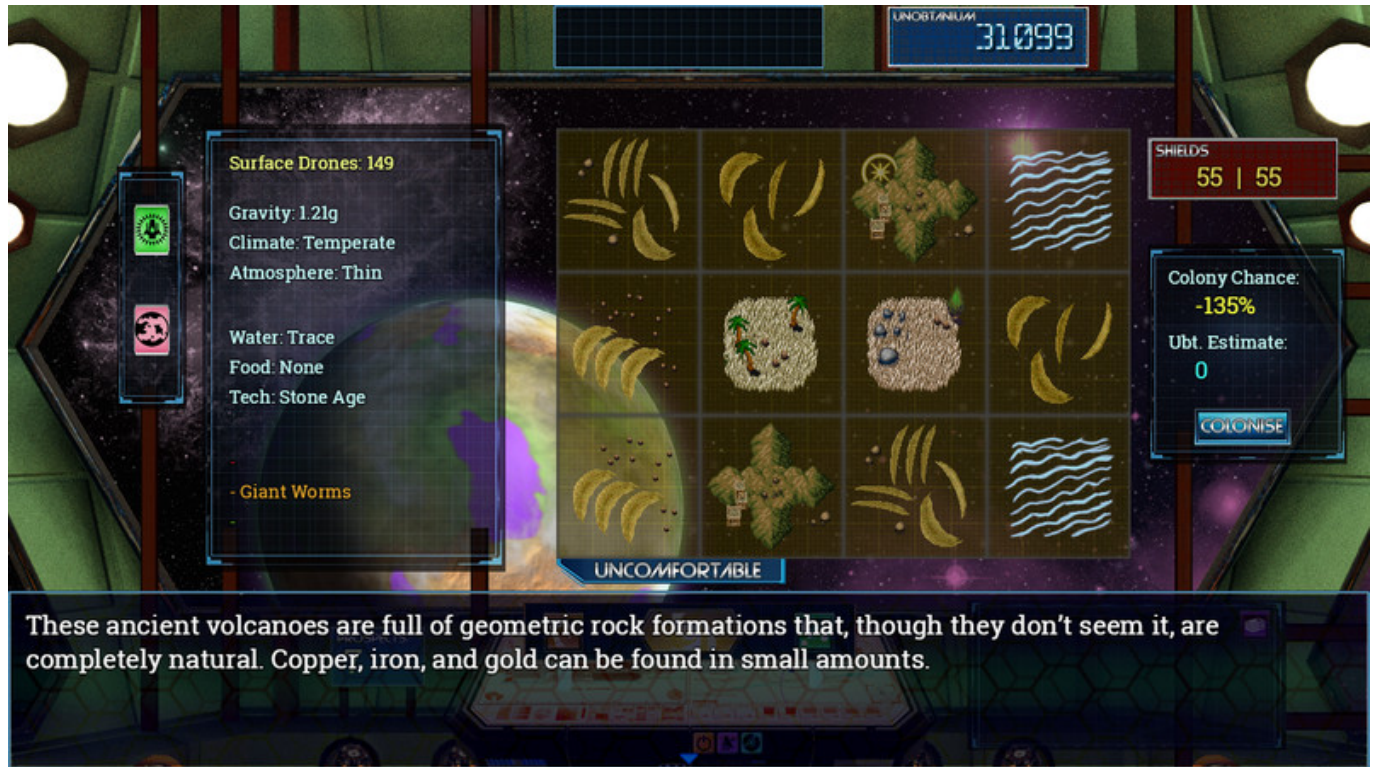 UNOBTANIUM
31099
Surface Drones: 149
Gravity: 1.21g
Climate: Temperate
Atmosphere: Thin
Water: Trace
Food: None
Tech: Stone Age
- Giant Worms
SHIELDS
55 | 55
Colony Chance:
-135%
Ubt. Estimate:
0
COLONISE
UNCOMFORTABLE
These ancient volcanoes are full of geometric rock formations that, though they don't seem it, are
completely natural. Copper, iron, and gold can be found in small amounts.